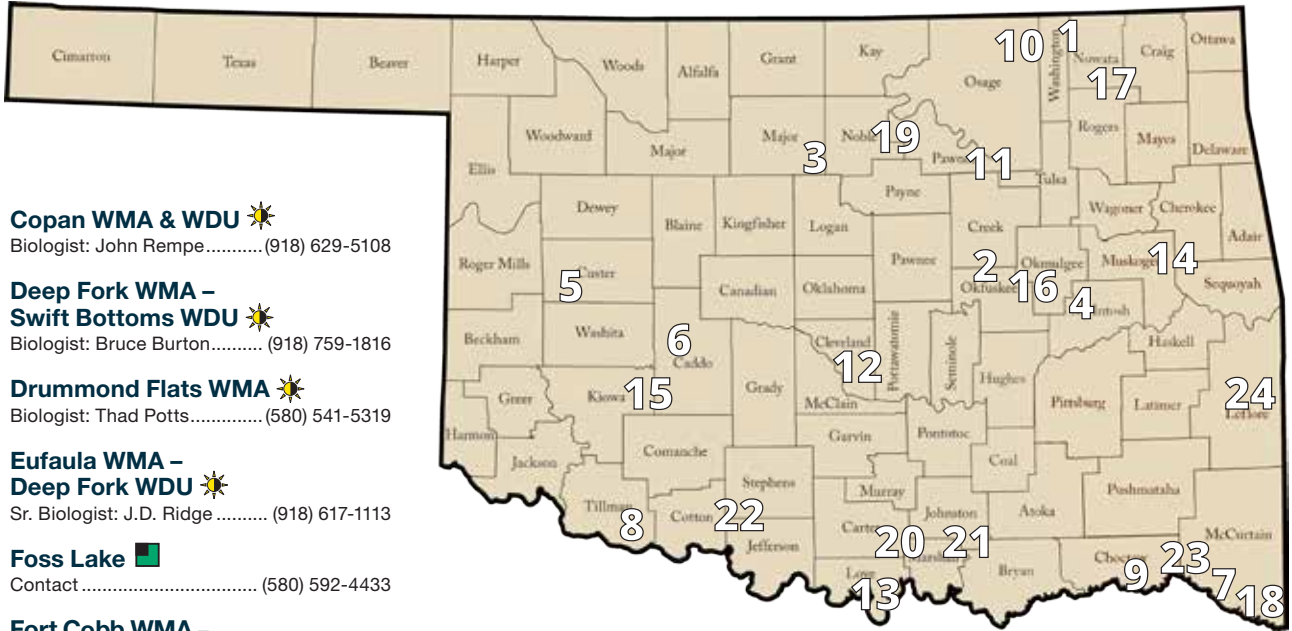 Cimarron
Texas
Beaver
Harper
Woods
Alfalfa
Grant
Kay
Osage
10
Washington
1
Nowata
17
Craig
Ottawa
Ellis
Woodward
Major
Major
3
Noble
19
Pawnee
11
Tulsa
Rogers
Mayes
Delaware
Dewey
Blaine
Kingfisher
Logan
Payne
Creek
Wagoner
Cherokee
Adair
Roger Mills
Custer
5
Canadian
Oklahoma
Pawnee
2
Okfuskee
Okmulgee
16
Muskogee
14
Sequoyah
4
Beckham
Washita
6
Caddo
Grady
Cleveland
12
McClain
Pottawatomie
Seminole
Hughes
Pittsburg
Haskell
Latimer
24
Leflore
Greer
Kiowa
15
Harmon
Jackson
Comanche
Garvin
Pontotoc
Coal
Tillman
8
Cotton
Stephens
22
Jefferson
Murray
Carter
20
Johnston
21
Atoka
Pushmataha
McCurtain
Love
13
Bryan
Choctaw
9
23
7
18
Copan WMA & WDU
Biologist: John Rempe..........(918) 629-5108
Deep Fork WMA –
Swift Bottoms WDU
Biologist: Bruce Burton.......... (918) 759-1816
Drummond Flats WMA
Biologist: Thad Potts..............(580) 541-5319
Eufaula WMA –
Deep Fork WDU
Sr. Biologist: J.D. Ridge .......... (918) 617-1113
Foss Lake
Contact.................................. (580) 592-4433
Fort Cobb WMA –